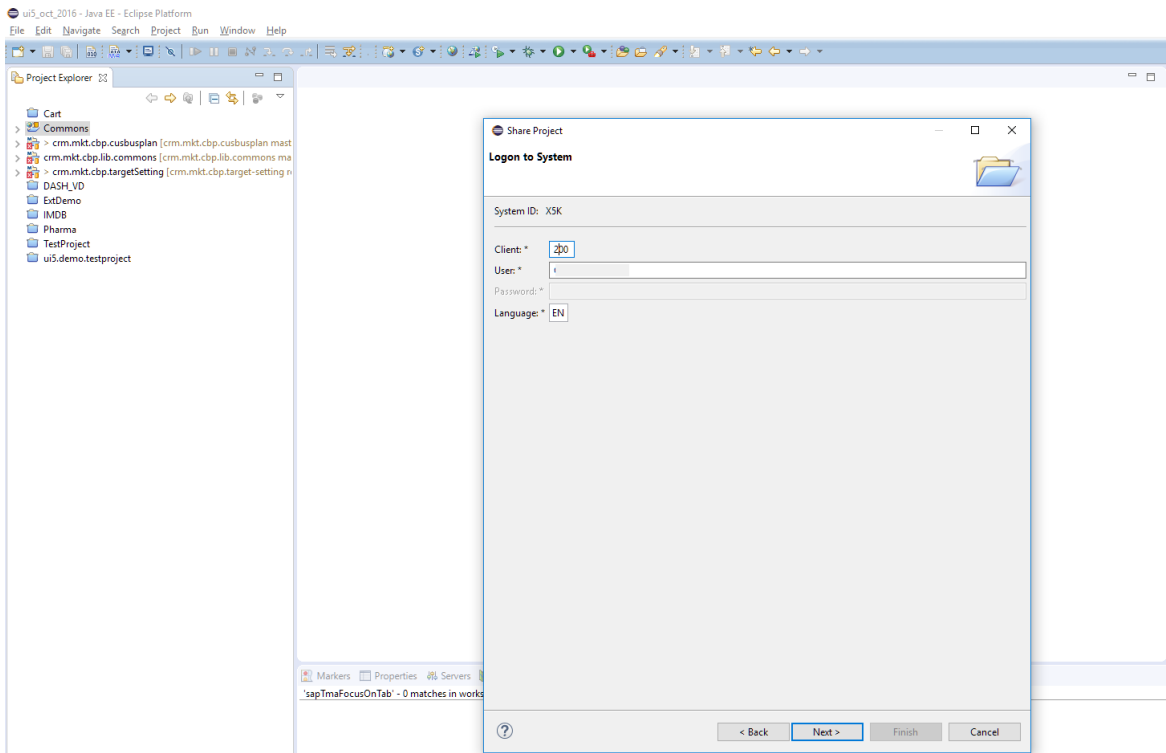 ui5_oct_2016 - Java EE - Eclipse Platform
File Edit Navigate Search Project Run Window Help
Project Explorer
Cart
Commons
> crm.mkt.cbp.cusbusplan [crm.mkt.cbp.cusbusplan mast
crm.mkt.cbp.lib.commons [crm.mkt.cbp.lib.commons ma
> crm.mkt.cbp.targetSetting [crm.mkt.cbp.target-setting r
DASH_VD
ExtDemo
IMDB
Pharma
TestProject
ui5.demo.testproject
Share Project
Logon to System
System ID: X5K
Client: * 200
User: *
Password: *
Language: * EN
Markers Properties Servers
'sapTmaFocusOnTab' - 0 matches in works
< Back Next > Finish Cancel